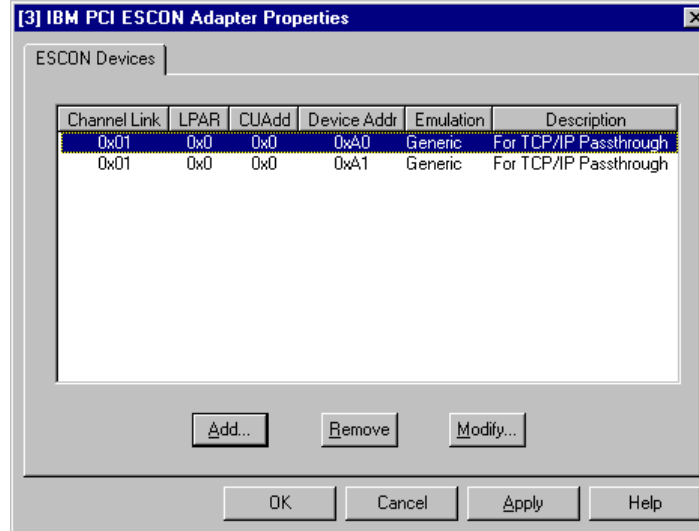 [3] IBM PCI ESCON Adapter Properties
ESCON Devices
Channel Link LPAR CUAdd Device Addr Emulation Description
0x01 0x0 0x0 0xA0 Generic For TCP/IP Passthrough
0x01 0x0 0x0 0xA1 Generic For TCP/IP Passthrough
Add... Remove Modify...
OK Cancel Apply Help